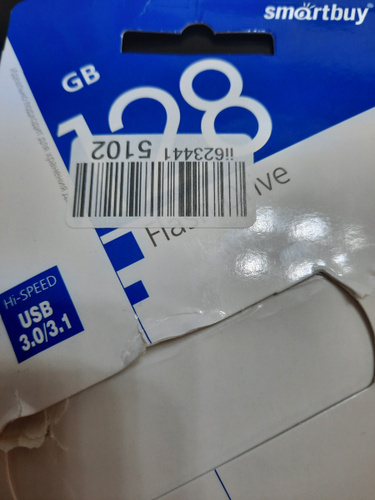 smartbuy
GB
128
ii623441 5102
Flash Drive
Hi-SPEED
USB
3.0/3.1